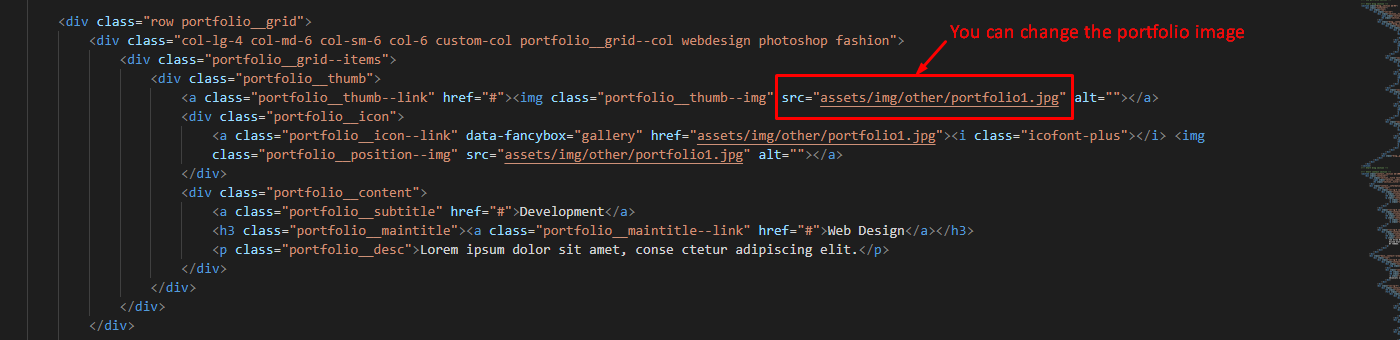 <div class="row portfolio__grid">
<div class="col-lg-4 col-md-6 col-sm-6 col-6 custom-col portfolio__grid--col webdesign photoshop fashion">
You can change the portfolio image
<div class="portfolio__grid--items">
<div class="portfolio__thumb">
<a class="portfolio__thumb--link" href="#"><img class="portfolio__thumb--img" src="assets/img/other/portfolio1.jpg" alt=""></a>
<div class="portfolio__icon">
<a class="portfolio__icon--link" data-fancybox="gallery" href="assets/img/other/portfolio1.jpg"><i class="icofont-plus"></i> <img
class="portfolio__position--img" src="assets/img/other/portfolio1.jpg" alt=""></a>
</div>
<div class="portfolio__content">
<a class="portfolio__subtitle" href="#">Development</a>
<h3 class="portfolio__maintitle"><a class="portfolio__maintitle--link" href="#">Web Design</a></h3>
<p class="portfolio__desc">Lorem ipsum dolor sit amet, conse ctetur adipiscing elit.</p>
</div>
</div>
</div>
</div>